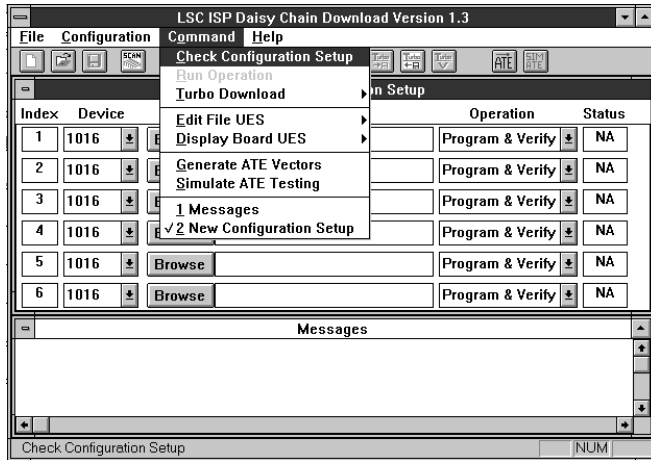 LSC ISP Daisy Chain Download Version 1.3
File Configuration Command Help
SCAN Turbo Turbo Turbo ATE SIM ATE
Check Configuration Setup
Run Operation
Turbo Download
Edit File UES
Display Board UES
Generate ATE Vectors
Simulate ATE Testing
1 Messages
✓2 New Configuration Setup
on Setup
Index Device Operation Status
1 1016 Program & Verify NA
2 1016 Program & Verify NA
3 1016 Program & Verify NA
4 1016 Program & Verify NA
5 1016 Browse Program & Verify NA
6 1016 Browse Program & Verify NA
Messages
Check Configuration Setup NUM